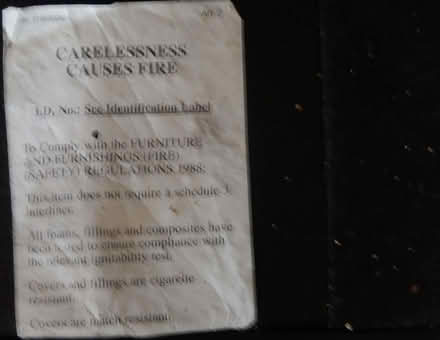 CARELESSNESS
CAUSES FIRE
I.D. No.: See Identification Label
To Comply with the FURNITURE
AND FURNISHINGS (FIRE)
(SAFETY) REGULATIONS 1988:
This item does not require a schedule 3
interliner.
All foams, fillings and composites have
been tested to ensure compliance with
the relevant ignitability test.
Covers and fillings are cigarette
resistant.
Covers are match resistant.